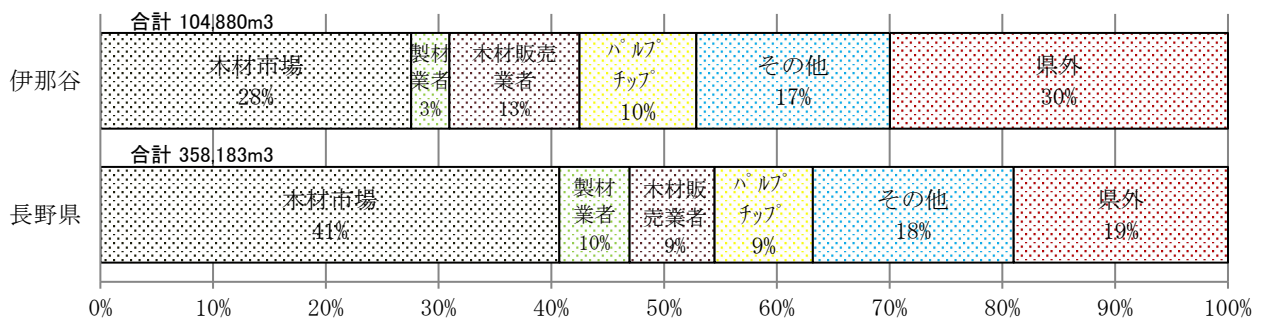 合計 104,880m3
伊那谷
木材市場
28%
製材
業者
3%
木材販売
業者
13%
パルプ
チップ
10%
その他
17%
県外
30%
合計 358,183m3
長野県
木材市場
41%
製材
業者
10%
木材販
売業者
9%
パルプ
チップ
9%
その他
18%
県外
19%
0% 10% 20% 30% 40% 50% 60% 70% 80% 90% 100%